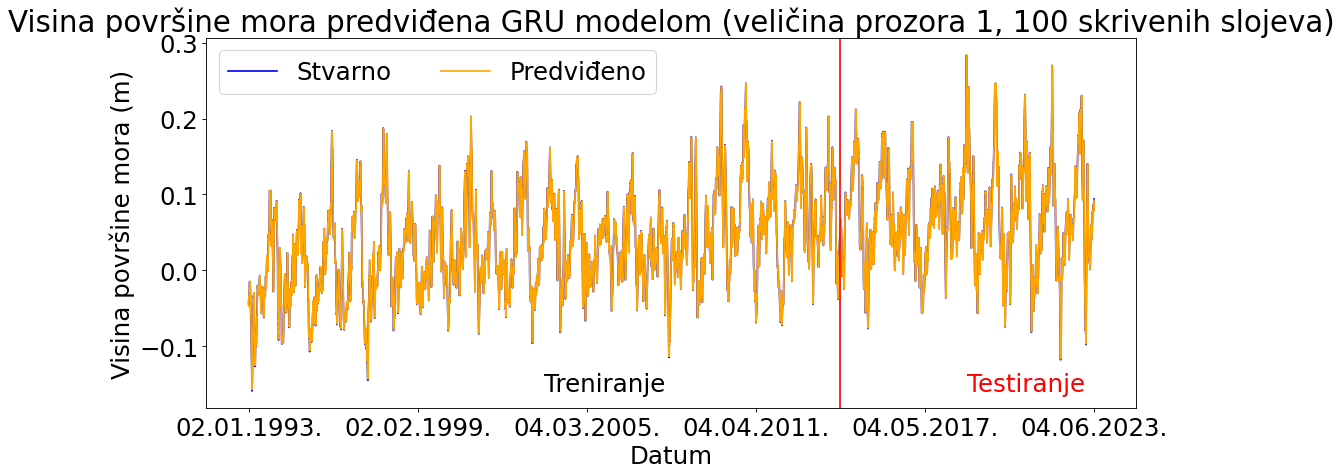 Visina površine mora predviđena GRU modelom (veličina prozora 1, 100 skrivenih slojeva)
Stvarno
Predviđeno
Visina površine mora (m)
0.3
0.2
0.1
0.0
−0.1
Treniranje
Testiranje
02.01.1993.
02.02.1999.
04.03.2005.
04.04.2011.
04.05.2017.
04.06.2023.
Datum